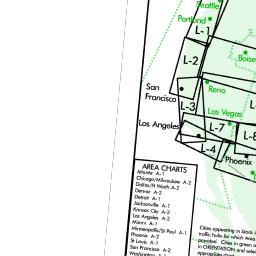 Seattle
Portland
L-1
Boise
L-2
San
Francisco
Reno
L-3
Las Vegas
Los Angeles
L-7
L-8
L-4
Phoenix
AREA CHARTS
Atlanta A-1
Chicago/Milwaukee A-2
Dallas/Ft Worth A-2
Denver A-2
Detroit A-1
Jacksonville A-1
Kansas City A-2
Los Angeles A-2
Miami A-1
Minneapolis/St Paul A-1
Phoenix A-2
St Louis A-1
San Francisco A-2
Washington
Cities appearing in black
traffic hubs for which Area
provided. Cities in green a
in ORIENTATION and selecti
appropriate chart